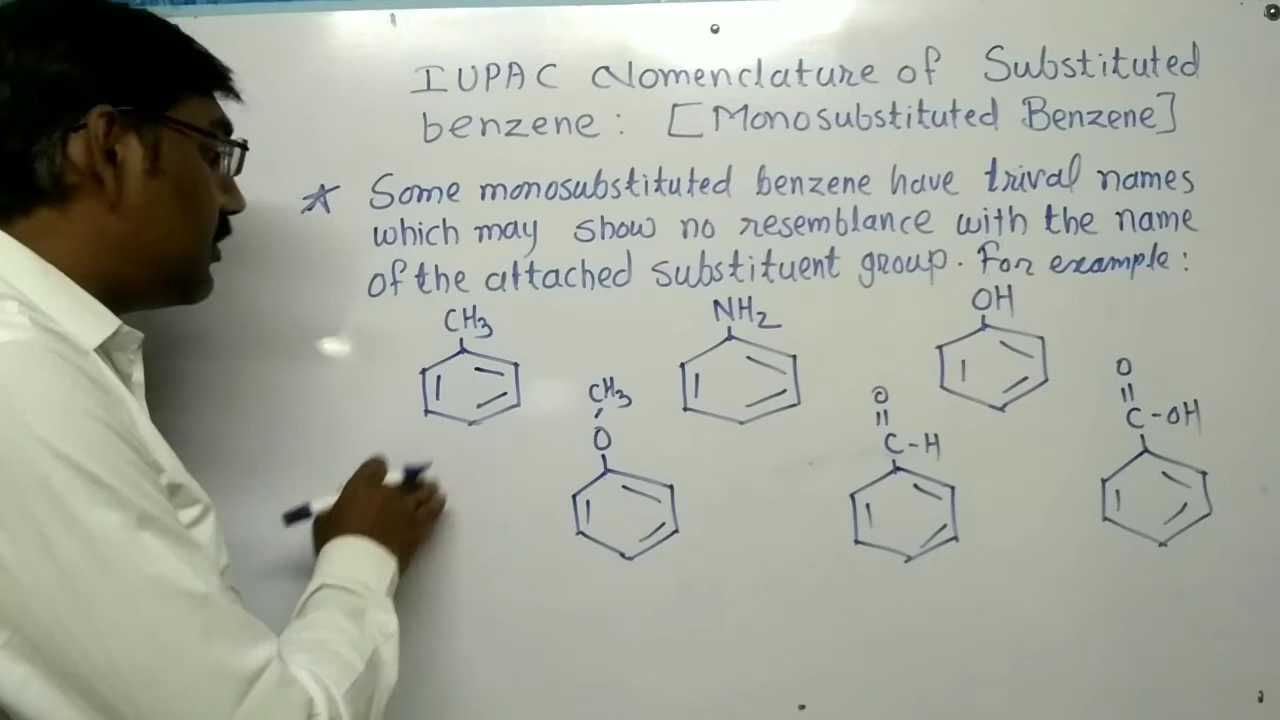 IUPAC Nomenclature of Substituted
benzene: [Monosubstituted Benzene]
* Some monosubstituted benzene have trival names
which may show no resemblance with the name
of the attached substituent group. For example:
CH3
NH2
OH
CH3
O
O
C-H
O
C-OH